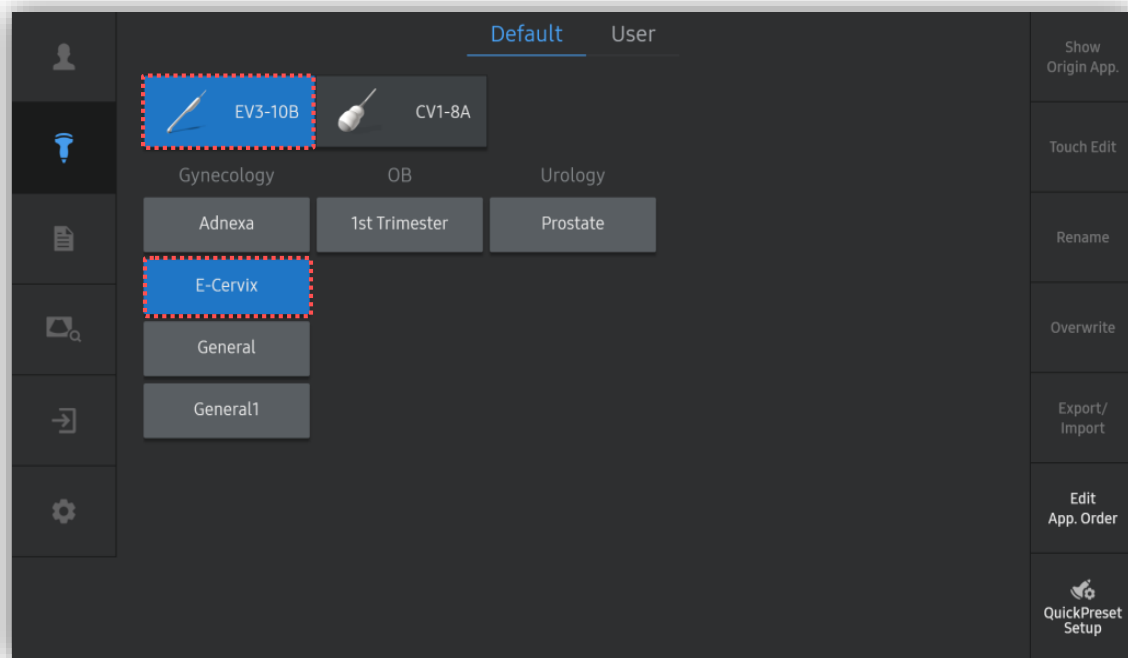 Default User
EV3-10B CV1-8A
Gynecology OB Urology
Adnexa 1st Trimester Prostate
E-Cervix
General
General1
Show
Origin App.
Touch Edit
Rename
Overwrite
Export/
Import
Edit
App. Order
QuickPreset
Setup